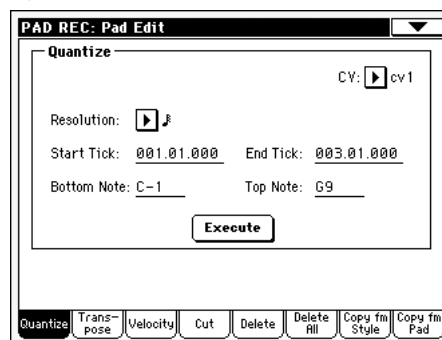 PAD REC: Pad Edit
Quantize
CV: cv1
Resolution:
Start Tick: 001.01.000 End Tick: 003.01.000
Bottom Note: C-1 Top Note: G9
Execute
Quantize Trans-pose Velocity Cut Delete Delete All Copy fm Style Copy fm Pad